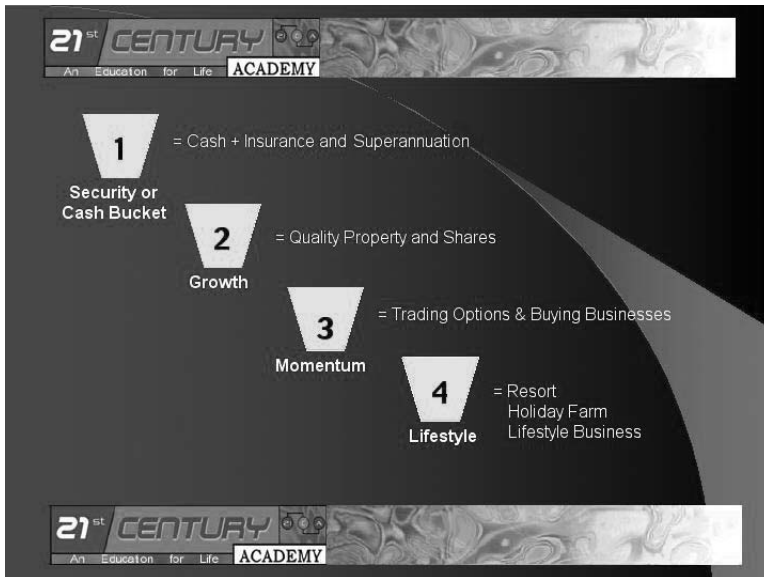 21st CENTURY
An Education for Life ACADEMY
1 = Cash + Insurance and Superannuation
Security or
Cash Bucket
2 = Quality Property and Shares
Growth
3 = Trading Options & Buying Businesses
Momentum
4 = Resort
Holiday Farm
Lifestyle Lifestyle Business
21st CENTURY
An Education for Life ACADEMY